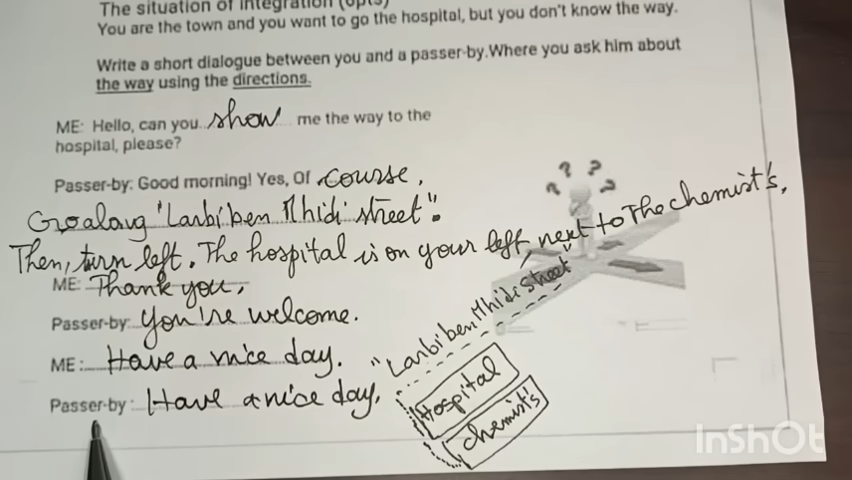 The situation of integration (6pts)
You are the town and you want to go the hospital, but you don't know the way.
Write a short dialogue between you and a passer-by.Where you ask him about
the way using the directions.
ME: Hello, can you show me the way to the
hospital, please?
Passer-by: Good morning! Yes, Of course,
Go along "Larbi ben Mhidi street".
Then, turn left. The hospital is on your left, next to The chemist's.
ME: Thank you,
Passer-by: You're welcome.
ME: Have a nice day.
Passer-by: Have a nice day.
"Larbi ben Mhidi street"
Hospital
chemist's
InShOt